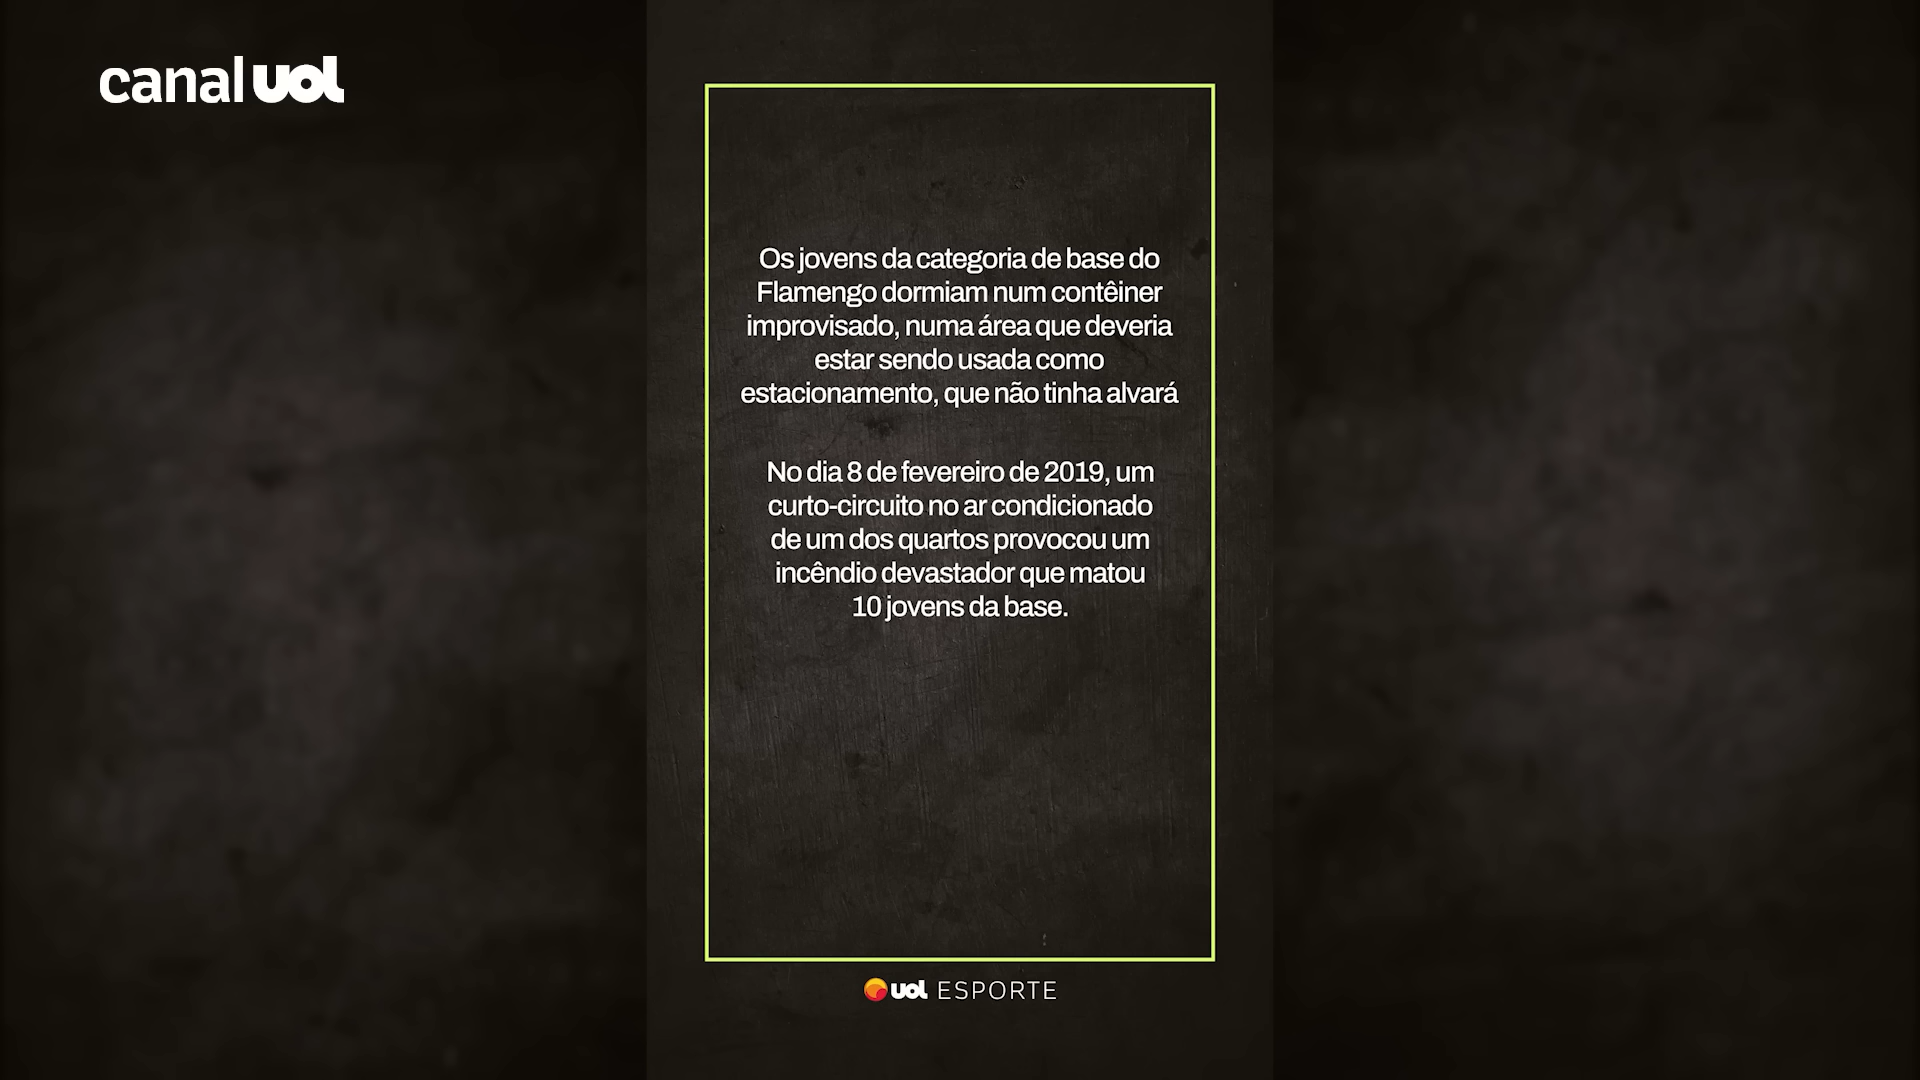 canal uol
Os jovens da categoria de base do
Flamengo dormiam num contêiner
improvisado, numa área que deveria
estar sendo usada como
estacionamento, que não tinha alvará
No dia 8 de fevereiro de 2019, um
curto-circuito no ar condicionado
de um dos quartos provocou um
incêndio devastador que matou
10 jovens da base.
uol ESPORTE